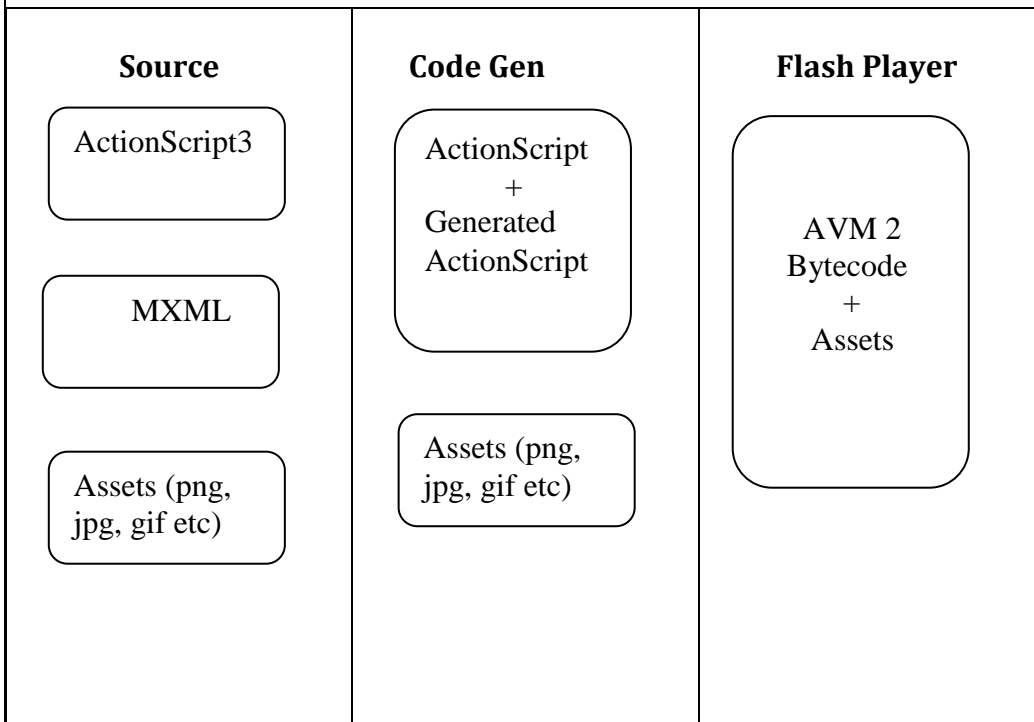 Source
ActionScript3
MXML
Assets (png,
jpg, gif etc)
Code Gen
ActionScript
+
Generated
ActionScript
Assets (png,
jpg, gif etc)
Flash Player
AVM 2
Bytecode
+
Assets